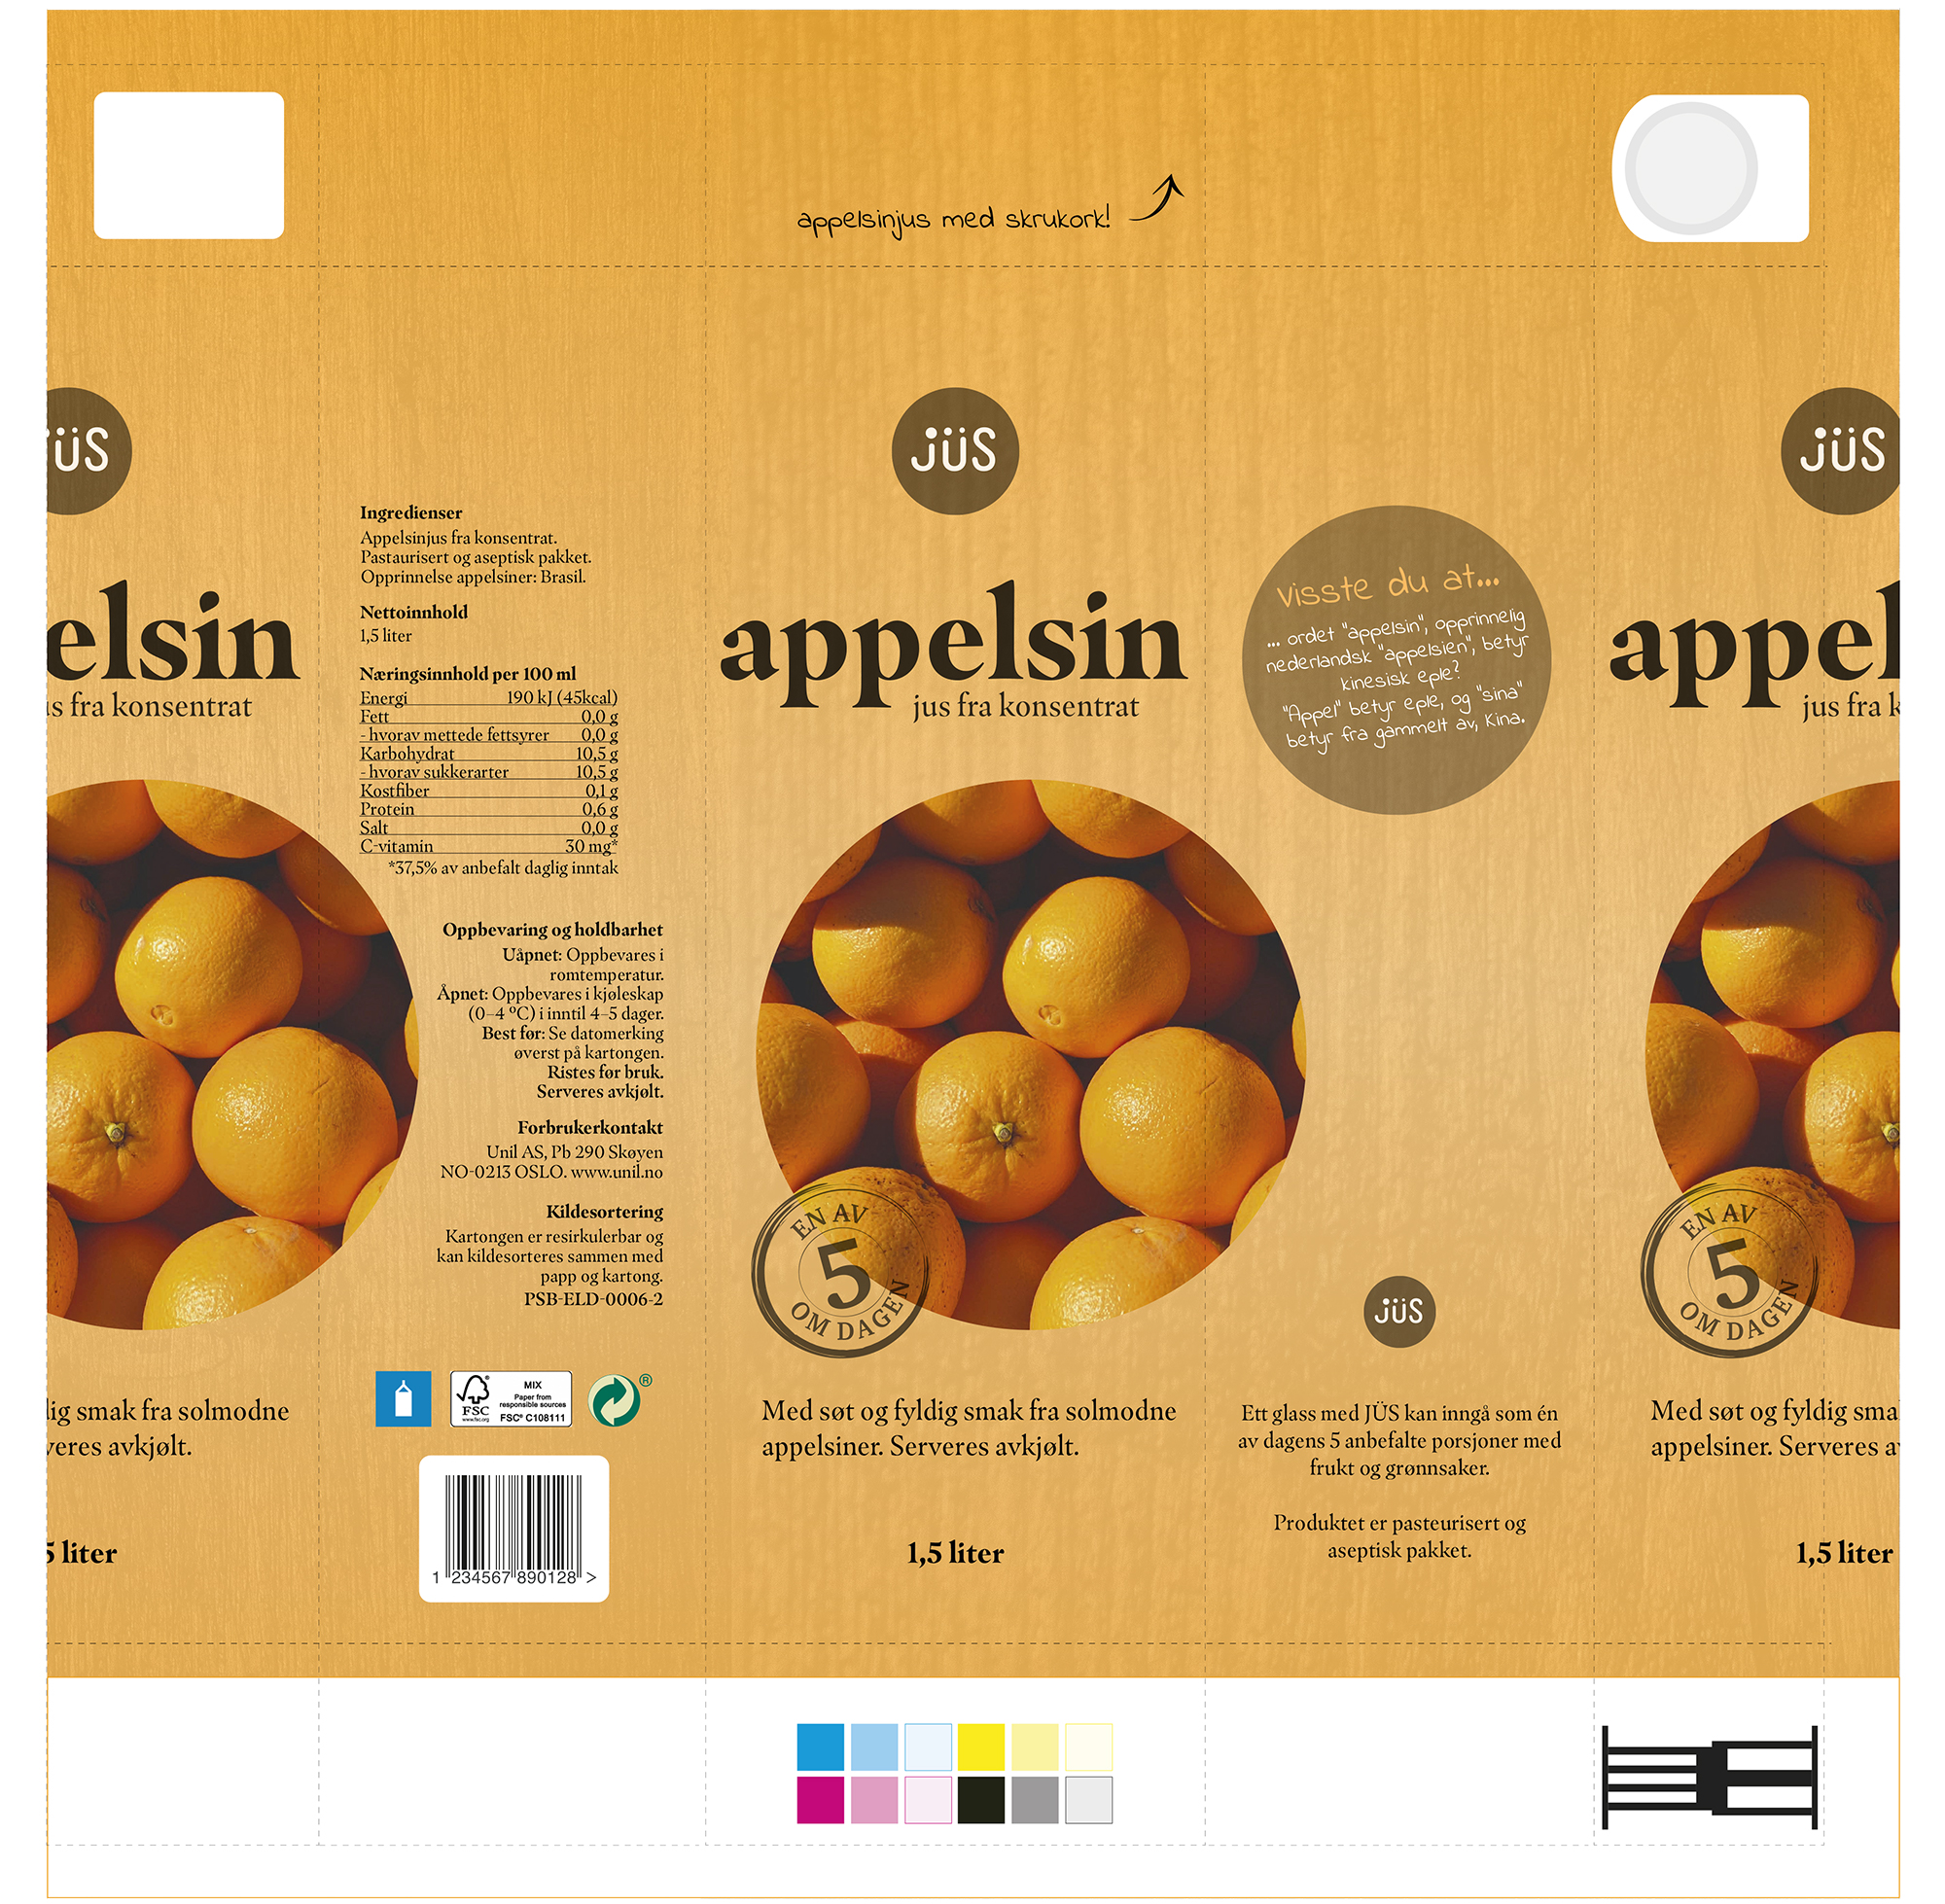 appelsinjus med skrukork!
jüs
elsin
us fra konsentrat
dig smak fra solmodne
veres avkjølt.
5 liter
Ingredienser
Appelsinjus fra konsentrat.
Pastaurisert og aseptisk pakket.
Opprinnelse appelsiner: Brasil.
Nettoinnhold
1,5 liter
Næringsinnhold per 100 ml
Energi 190 kJ (45kcal)
Fett 0,0 g
- hvorav mettede fettsyrer 0,0 g
Karbohydrat 10,5 g
- hvorav sukkerarter 10,5 g
Kostfiber 0,1 g
Protein 0,6 g
Salt 0,0 g
C-vitamin 30 mg*
*37,5% av anbefalt daglig inntak
Oppbevaring og holdbarhet
Uåpnet: Oppbevares i
romtemperatur.
Åpnet: Oppbevares i kjøleskap
(0–4 ºC) i inntil 4–5 dager.
Best før: Se datomerking
øverst på kartongen.
Ristes før bruk.
Serveres avkjølt.
Forbrukerkontakt
Unil AS, Pb 290 Skøyen
NO-0213 OSLO. www.unil.no
Kildesortering
Kartongen er resirkulerbar og
kan kildesorteres sammen med
papp og kartong.
PSB-ELD-0006-2
FSC
www.fsc.org
MIX
Paper from
responsible sources
FSC® C108111
®
1 234567 890128 >
jüs
appelsin
jus fra konsentrat
EN AV
5
OM DAGEN
Med søt og fyldig smak fra solmodne
appelsiner. Serveres avkjølt.
1,5 liter
visste du at...
... ordet "appelsin", opprinnelig
nederlandsk "appelsien", betyr
kinesisk eple?
"Appel" betyr eple, og "sina"
betyr fra gammelt av, Kina.
jüs
Ett glass med JÜS kan inngå som én
av dagens 5 anbefalte porsjoner med
frukt og grønnsaker.
Produktet er pasteurisert og
aseptisk pakket.
jüs
appel
jus fra k
EN AV
5
OM DAGEN
Med søt og fyldig sma
appelsiner. Serveres a
1,5 liter